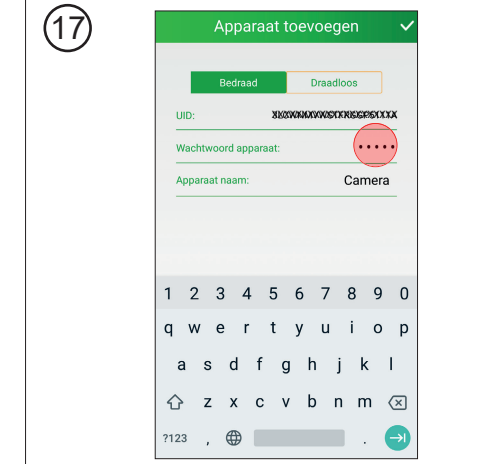 17
Apparaat toevoegen
Bedraad Draadloos
UID:
Wachtwoord apparaat: •••••
Apparaat naam: Camera
1 2 3 4 5 6 7 8 9 0
q w e r t y u i o p
a s d f g h j k l
z x c v b n m
?123 , .